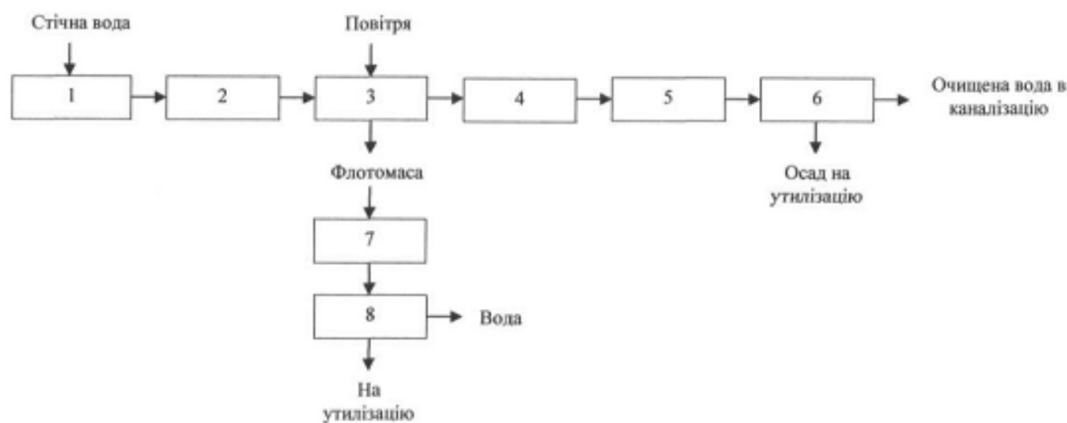 Стічна вода
Повітря
1
2
3
4
5
6
Очищена вода в
каналізацію
Флотомаса
Осад на
утилізацію
7
8
Вода
На
утилізацію